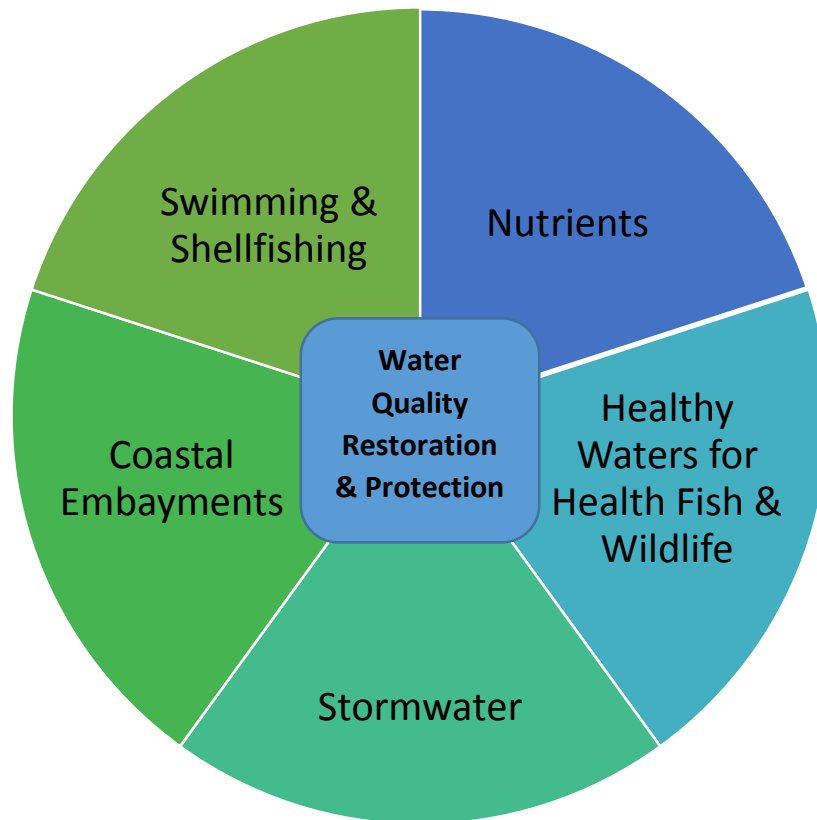 Swimming &
Shellfishing
Nutrients
Water
Quality
Restoration
& Protection
Healthy
Waters for
Health Fish &
Wildlife
Coastal
Embayments
Stormwater